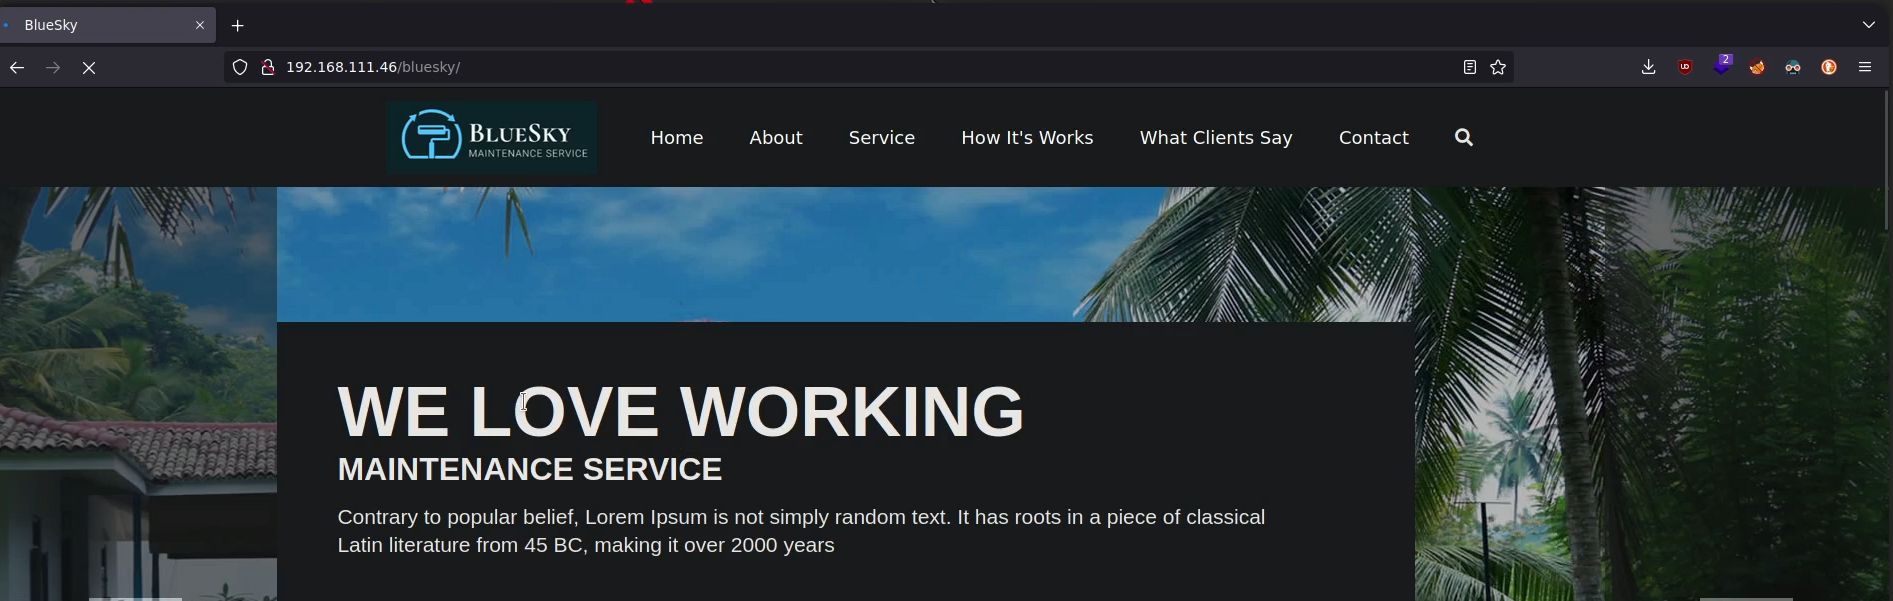 BlueSky
192.168.111.46/bluesky/
2
BLUESKY
MAINTENANCE SERVICE
Home About Service How It's Works What Clients Say Contact
WE LOVE WORKING
MAINTENANCE SERVICE
Contrary to popular belief, Lorem Ipsum is not simply random text. It has roots in a piece of classical
Latin literature from 45 BC, making it over 2000 years